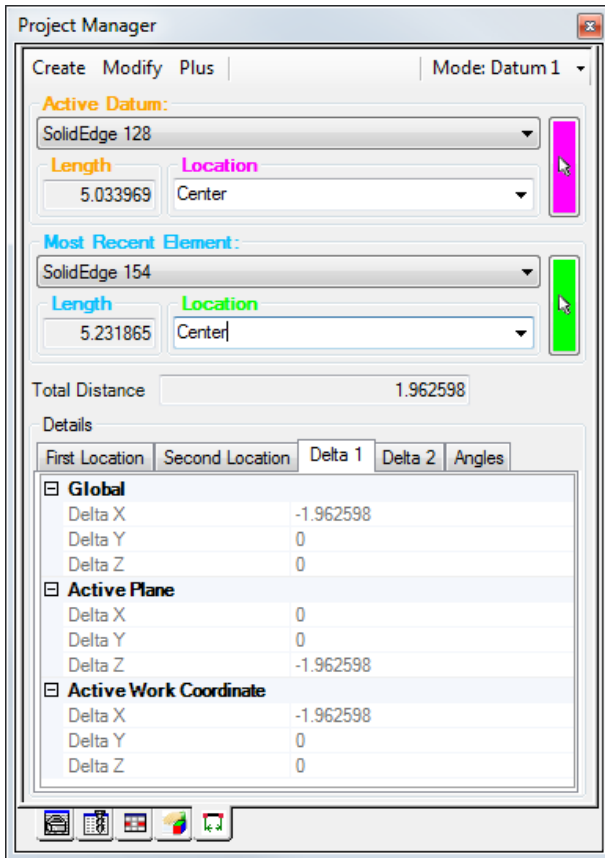 Project Manager
Create Modify Plus Mode: Datum 1
Active Datum:
SolidEdge 128
Length Location
5.033969 Center
Most Recent Element:
SolidEdge 154
Length Location
5.231865 Center
Total Distance 1.962598
Details
First Location Second Location Delta 1 Delta 2 Angles
Global
Delta X -1.962598
Delta Y 0
Delta Z 0
Active Plane
Delta X 0
Delta Y 0
Delta Z -1.962598
Active Work Coordinate
Delta X -1.962598
Delta Y 0
Delta Z 0